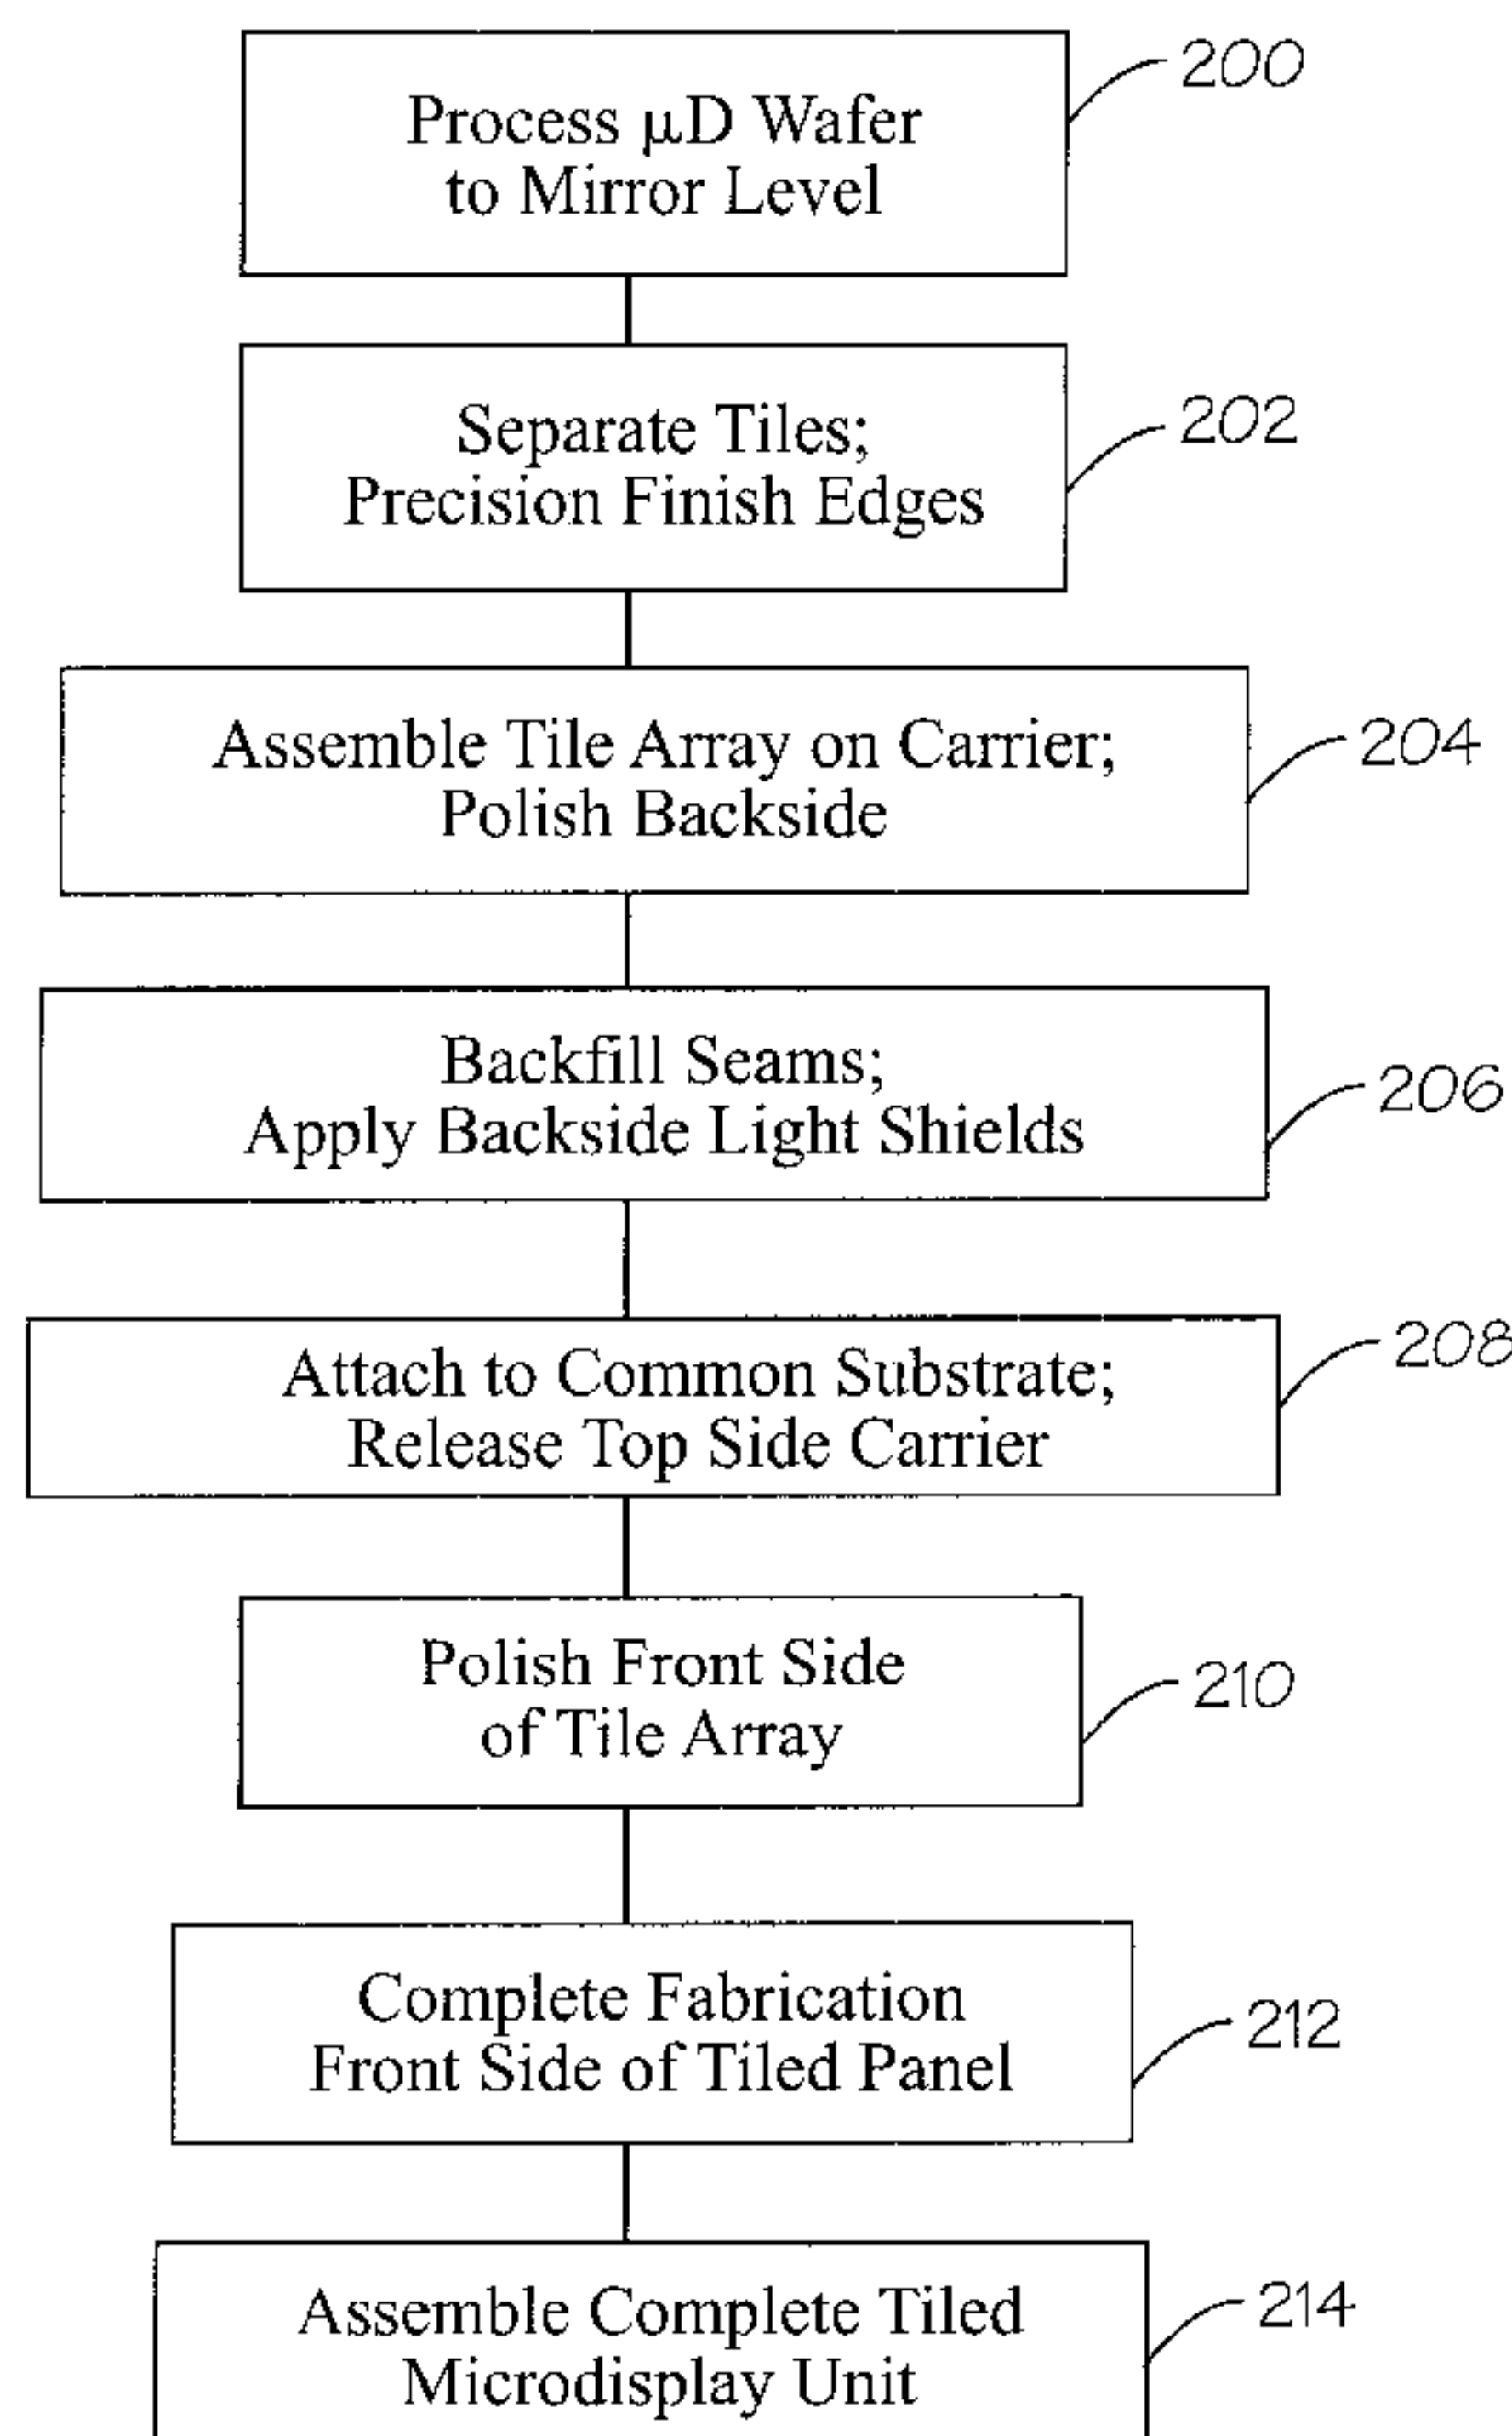 Process µD Wafer
to Mirror Level
200
Separate Tiles;
Precision Finish Edges
202
Assemble Tile Array on Carrier;
Polish Backside
204
Backfill Seams;
Apply Backside Light Shields
206
Attach to Common Substrate;
Release Top Side Carrier
208
Polish Front Side
of Tile Array
210
Complete Fabrication
Front Side of Tiled Panel
212
Assemble Complete Tiled
Microdisplay Unit
214